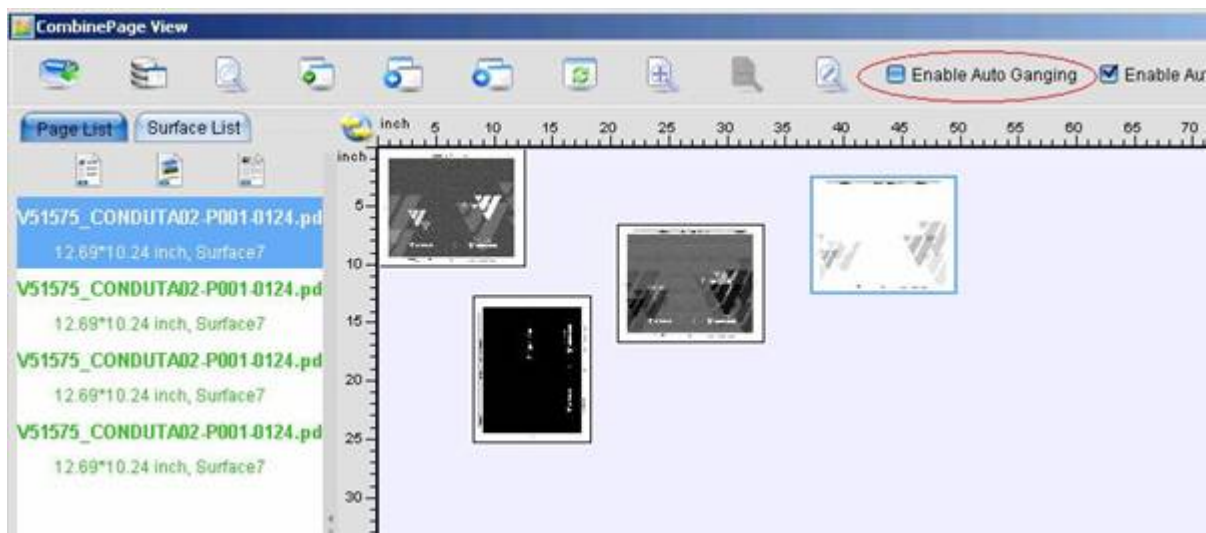 CombinePage View
Enable Auto Ganging
Enable Au
Page List
Surface List
inch 5 10 15 20 25 30 35 40 45 50 55 60 65 70
inch
5
10
15
20
25
30
V51575_CONDUTA02-P001-0124.pd
12.69*10.24 inch, Surface7
V51575_CONDUTA02-P001-0124.pd
12.69*10.24 inch, Surface7
V51575_CONDUTA02-P001-0124.pd
12.69*10.24 inch, Surface7
V51575_CONDUTA02-P001-0124.pd
12.69*10.24 inch, Surface7